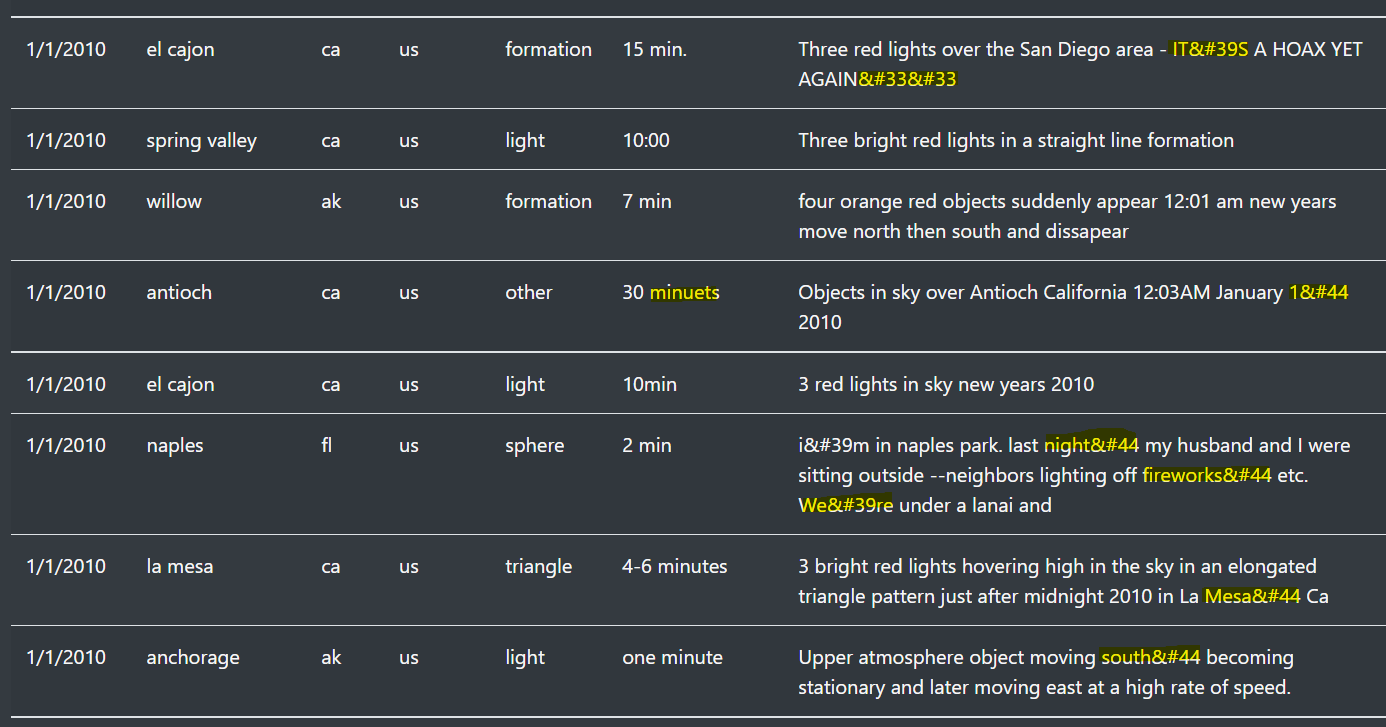 1/1/2010 el cajon ca us formation 15 min. Three red lights over the San Diego area - IT&#39S A HOAX YET
AGAIN&#33&#33
1/1/2010 spring valley ca us light 10:00 Three bright red lights in a straight line formation
1/1/2010 willow ak us formation 7 min four orange red objects suddenly appear 12:01 am new years
move north then south and dissapear
1/1/2010 antioch ca us other 30 minuets Objects in sky over Antioch California 12:03AM January 1&#44
2010
1/1/2010 el cajon ca us light 10min 3 red lights in sky new years 2010
1/1/2010 naples fl us sphere 2 min i&#39m in naples park. last night&#44 my husband and I were
sitting outside --neighbors lighting off fireworks&#44 etc.
We&#39re under a lanai and
1/1/2010 la mesa ca us triangle 4-6 minutes 3 bright red lights hovering high in the sky in an elongated
triangle pattern just after midnight 2010 in La Mesa&#44 Ca
1/1/2010 anchorage ak us light one minute Upper atmosphere object moving south&#44 becoming
stationary and later moving east at a high rate of speed.